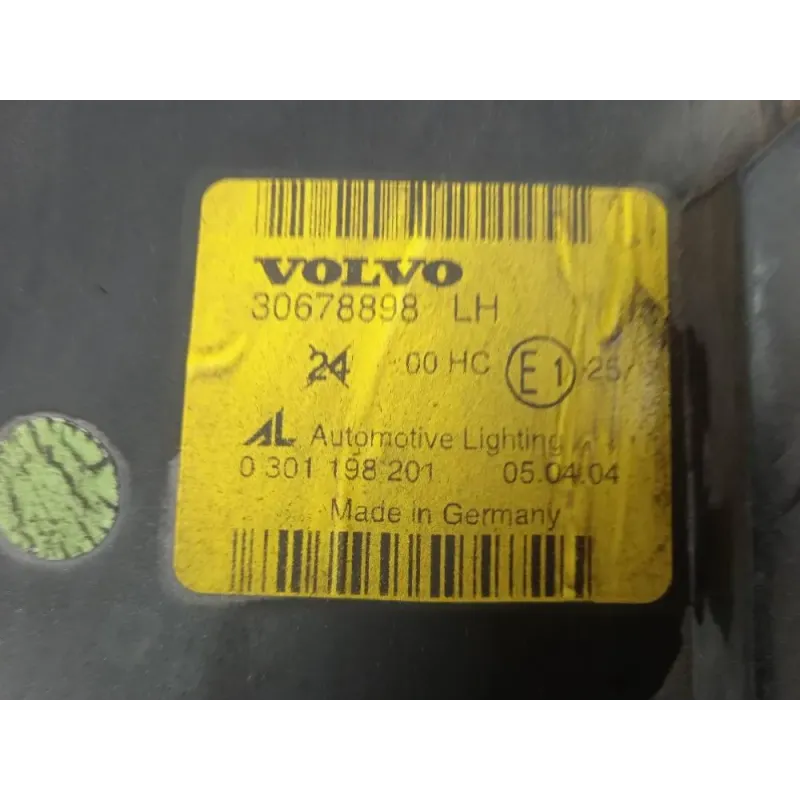 VOLVO
30678898 LH
24 00 HC E1 25
AL Automotive Lighting
0 301 198 201 05.04.04
Made in Germany